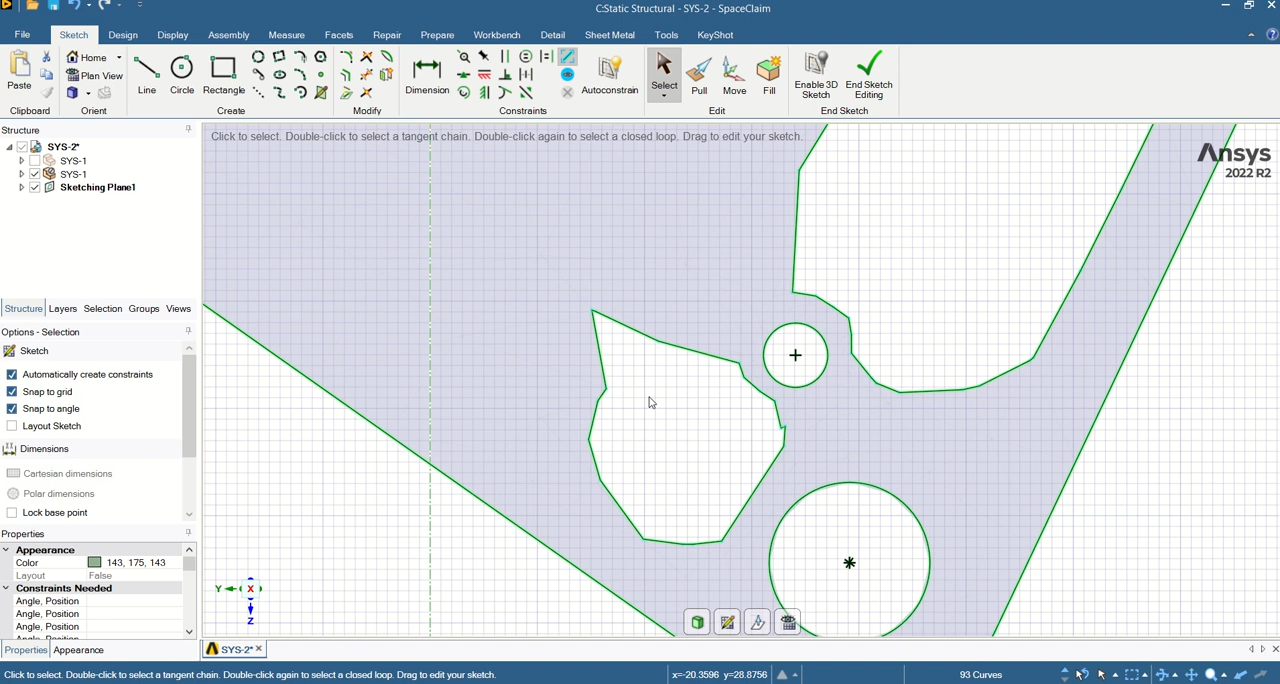 C:Static Structural - SYS-2 - SpaceClaim
File Sketch Design Display Assembly Measure Facets Repair Prepare Workbench Detail Sheet Metal Tools KeyShot
Home
Plan View
Paste Line Circle Rectangle Dimension Autoconstrain Select Pull Move Fill Enable 3D Sketch End Sketch Editing
Clipboard Orient Create Modify Constraints Edit End Sketch
Structure
SYS-2*
SYS-1
SYS-1
Sketching Plane1
Structure Layers Selection Groups Views
Options - Selection
Sketch
Automatically create constraints
Snap to grid
Snap to angle
Layout Sketch
Dimensions
Cartesian dimensions
Polar dimensions
Lock base point
Properties
Appearance
Color 143, 175, 143
Layout False
Constraints Needed
Angle, Position
Angle, Position
Angle, Position
Angle, Position
Properties Appearance
Click to select. Double-click to select a tangent chain. Double-click again to select a closed loop. Drag to edit your sketch.
Ansys
2022 R2
Y X
Z
SYS-2*
Click to select. Double-click to select a tangent chain. Double-click again to select a closed loop. Drag to edit your sketch. x=-20.3596 y=28.8756 93 Curves